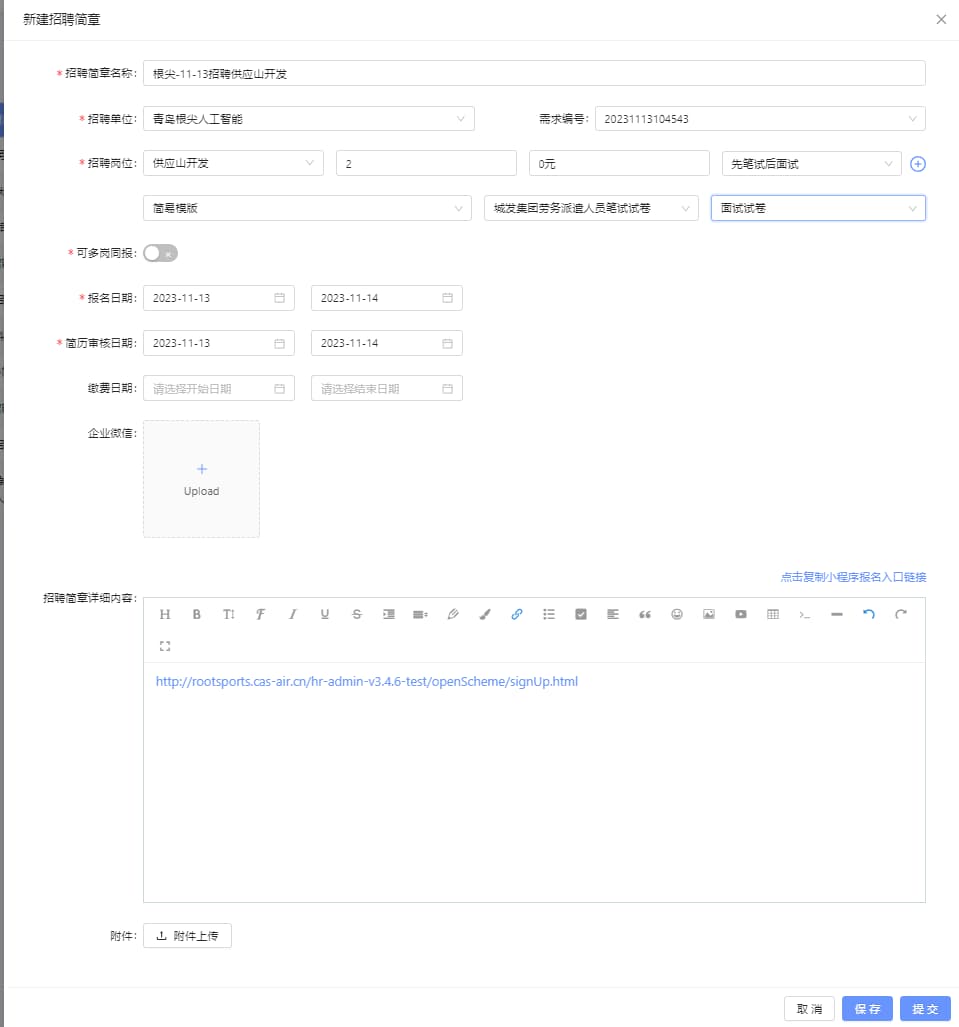 新建招聘简章
* 招聘简章名称: 根尖-11-13招聘供应山开发
* 招聘单位: 青岛根尖人工智能 需求编号: 20231113104543
* 招聘岗位: 供应山开发 2 0元 先笔试后面试
简易模版 城发集团劳务派遣人员笔试试卷 面试试卷
* 可多岗同报:
* 报名日期: 2023-11-13 2023-11-14
* 简历审核日期: 2023-11-13 2023-11-14
缴费日期: 请选择开始日期 请选择结束日期
企业微信:
Upload
点击复制小程序报名入口链接
招聘简章详细内容:
http://rootsports.cas-air.cn/hr-admin-v3.4.6-test/openScheme/signUp.html
附件: 附件上传
取消 保存 提交